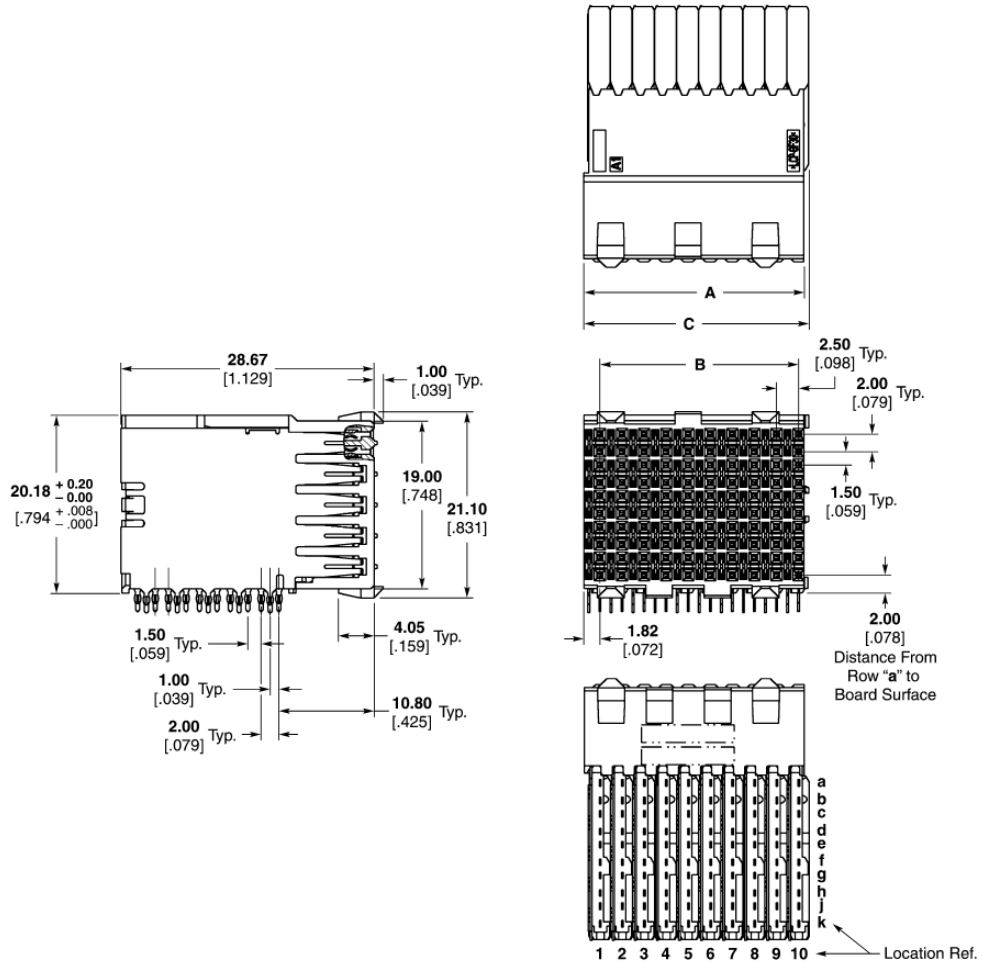 A1
A
C
2.50
[.098] Typ.
B
2.00
[.079] Typ.
28.67
[1.129]
1.00
[.039] Typ.
20.18 + 0.20
– 0.00
[.794 + .008
– .000]
19.00
[.748]
21.10
[.831]
1.50
[.059] Typ.
1.50
[.059] Typ.
4.05
[.159] Typ.
1.82
[.072]
2.00
[.078]
Distance From
Row "a" to
Board Surface
1.00
[.039] Typ.
10.80
[.425] Typ.
2.00
[.079] Typ.
a
b
c
d
e
f
g
h
j
k
1 2 3 4 5 6 7 8 9 10
Location Ref.